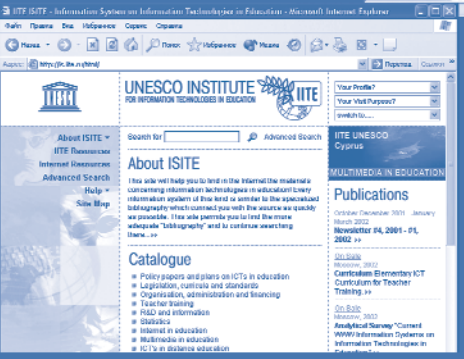 IITE ISITE - Information System on Information Technologies in Education - Microsoft Internet Explorer
Файл Правка Вид Избранное Сервис Справка
Назад Поиск Избранное Медиа
Адрес: Переход Ссылки
UNESCO INSTITUTE
FOR INFORMATION TECHNOLOGIES IN EDUCATION
IITE
Your Profile?
Your Visit Purpose?
About ISITE
IITE Resources
Internet Resources
Advanced Search
Help
Site Map
Search for Advanced Search
About ISITE
This site will help you to find in the Internet the materials
concerning information technologies in education! Every
information system of this kind is similar to the specialized
bibliography which connect you with the source as quickly
as possible. This site permits you to find the more
adequate "bibliography" and to continue searching
there...>>
Catalogue
Policy papers and plans on ICTs in education
Legislation, curricula and standards
Organisation, administration and financing
Teacher training
R&D and information
Statistics
Internet in education
Multimedia in education
ICTs in distance education
IITE UNESCO
Cyprus
MULTIMEDIA IN EDUCATION
Publications
October December 2001 - January
March 2002
Newsletter #4, 2001 - #1,
2002 >>
On Sale
Moscow, 2002
Curriculum Elementary ICT
Curriculum for Teacher
Training. >>
On Sale
Moscow, 2002
Analytical Survey "Current
WWW Information Systems on
Information Technologies in